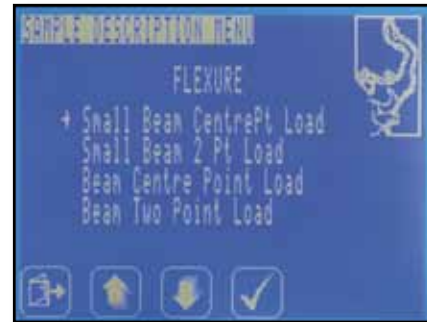 SAMPLE DESCRIPTION MENU
FLEXURE
Small Beam CentrePt Load
Small Beam 2 Pt Load
Beam Centre Point Load
Beam Two Point Load